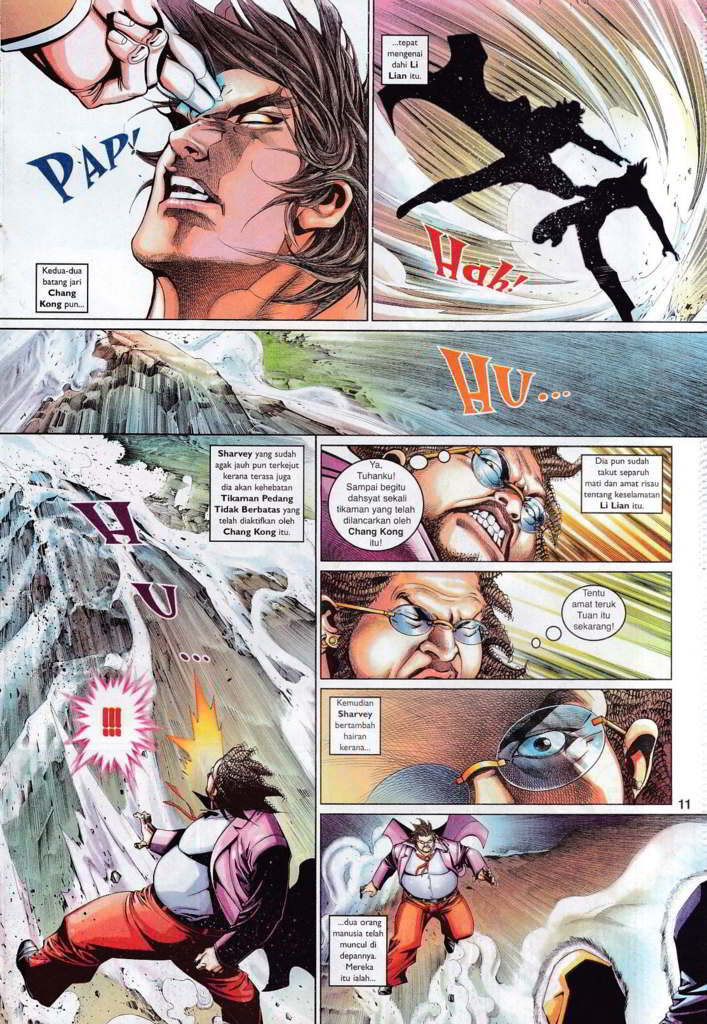 PAP!
Kedua-dua
batang jari
Chang
Kong pun...
...tepat
mengenai
dahi Li
Lian itu.
Hah!
HU...
Sharvey yang sudah
agak jauh pun terkejut
kerana terasa juga
dia akan kehebatan
Tikaman Pedang
Tidak Berbatas yang
telah diaktifkan oleh
Chang Kong itu.
HU...
!!!
Ya,
Tuhanku!
Sampai begitu
dahsyat sekali
tikaman yang telah
dilancarkan oleh
Chang Kong
itu!
Dia pun sudah
takut separuh
mati dan amat risau
tentang keselamatan
Li Lian itu.
Tentu
amat teruk
Tuan itu
sekarang!
Kemudian
Sharvey
bertambah
hairan
kerana...
11
...dua orang
manusia telah
muncul di
depannya.
Mereka
itu ialah...